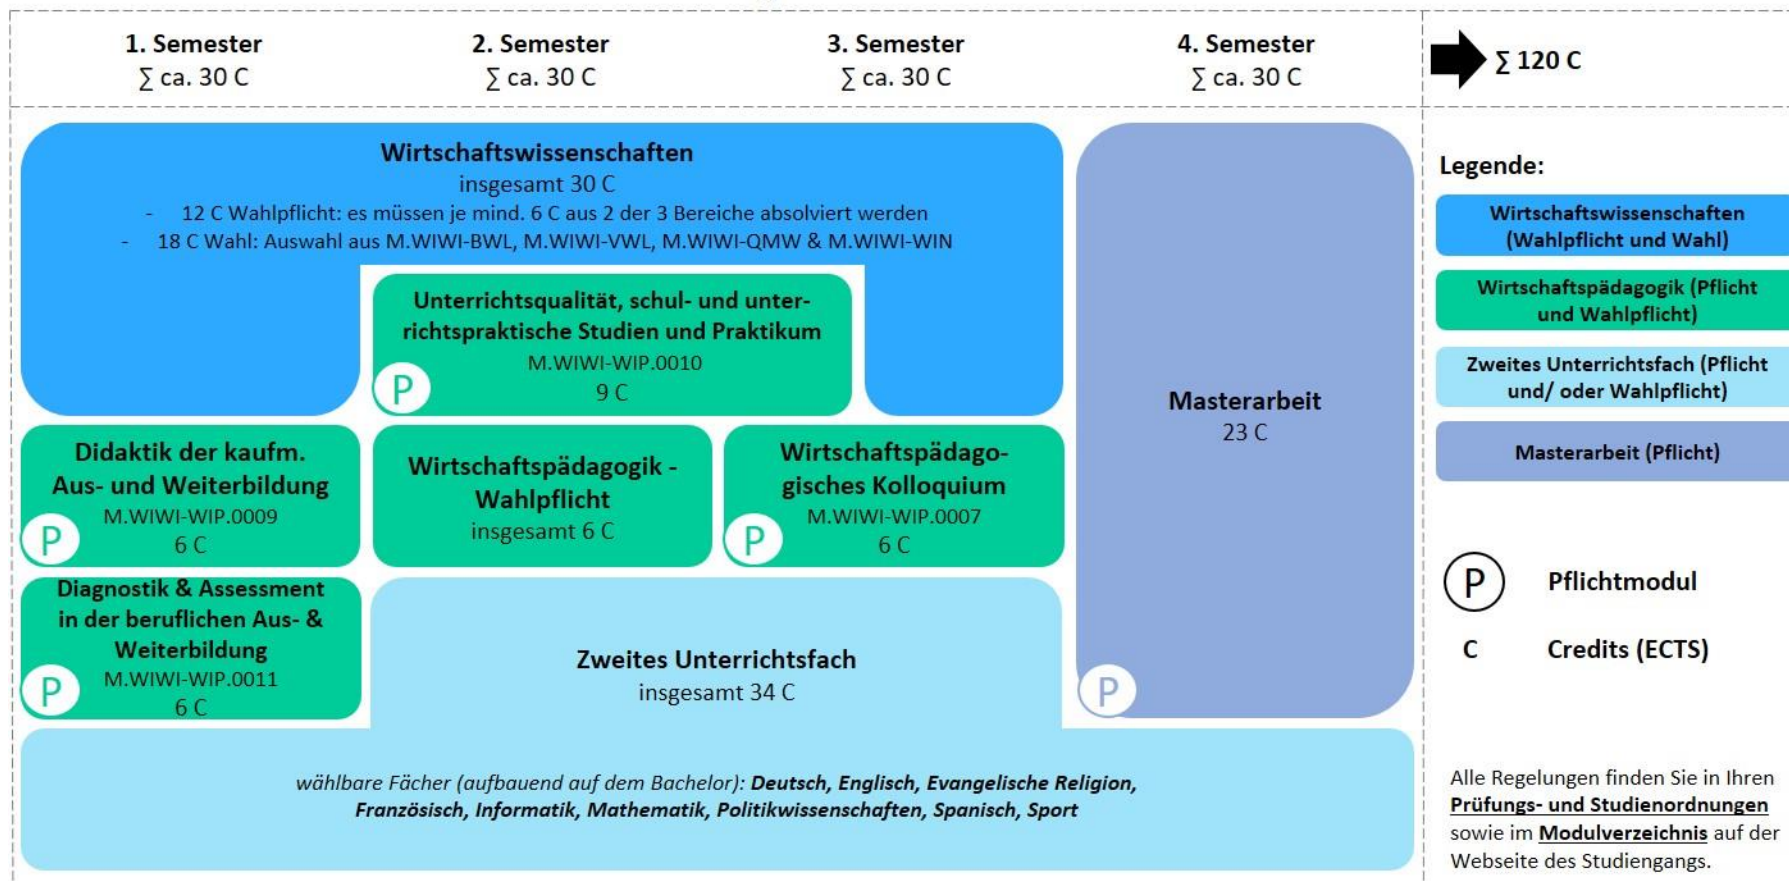 1. Semester
∑ ca. 30 C
2. Semester
∑ ca. 30 C
3. Semester
∑ ca. 30 C
4. Semester
∑ ca. 30 C
∑ 120 C
Wirtschaftswissenschaften
insgesamt 30 C
- 12 C Wahlpflicht: es müssen je mind. 6 C aus 2 der 3 Bereiche absolviert werden
- 18 C Wahl: Auswahl aus M.WIWI-BWL, M.WIWI-VWL, M.WIWI-QMW & M.WIWI-WIN
Unterrichtsqualität, schul- und unter-
richtspraktische Studien und Praktikum
M.WIWI-WIP.0010
9 C
P
Didaktik der kaufm.
Aus- und Weiterbildung
M.WIWI-WIP.0009
6 C
P
Wirtschaftspädagogik -
Wahlpflicht
insgesamt 6 C
Wirtschaftspädago-
gisches Kolloquium
M.WIWI-WIP.0007
6 C
P
Diagnostik & Assessment
in der beruflichen Aus- &
Weiterbildung
M.WIWI-WIP.0011
6 C
P
Zweites Unterrichtsfach
insgesamt 34 C
wählbare Fächer (aufbauend auf dem Bachelor): Deutsch, Englisch, Evangelische Religion,
Französisch, Informatik, Mathematik, Politikwissenschaften, Spanisch, Sport
Masterarbeit
23 C
P
Legende:
Wirtschaftswissenschaften
(Wahlpflicht und Wahl)
Wirtschaftspädagogik (Pflicht
und Wahlpflicht)
Zweites Unterrichtsfach (Pflicht
und/ oder Wahlpflicht)
Masterarbeit (Pflicht)
P Pflichtmodul
C Credits (ECTS)
Alle Regelungen finden Sie in Ihren
Prüfungs- und Studienordnungen
sowie im Modulverzeichnis auf der
Webseite des Studiengangs.